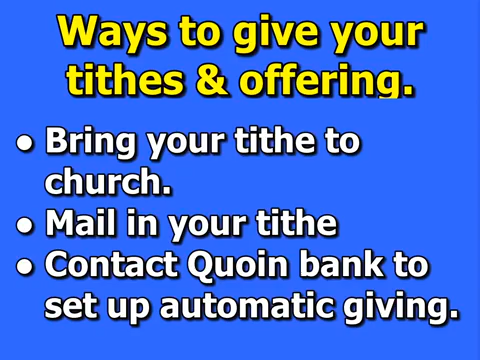 Ways to give your
tithes & offering.
● Bring your tithe to
church.
● Mail in your tithe
● Contact Quoin bank to
set up automatic giving.